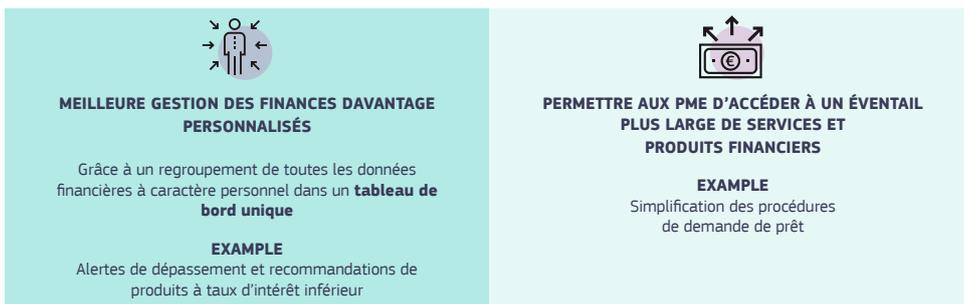 MEILLEURE GESTION DES FINANCES DAVANTAGE
PERSONNALISÉS
Grâce à un regroupement de toutes les données
financières à caractère personnel dans un tableau de
bord unique
EXAMPLE
Alertes de dépassement et recommandations de
produits à taux d'intérêt inférieur
PERMETTRE AUX PME D'ACCÉDER À UN ÉVENTAIL
PLUS LARGE DE SERVICES ET
PRODUITS FINANCIERS
EXAMPLE
Simplification des procédures
de demande de prêt